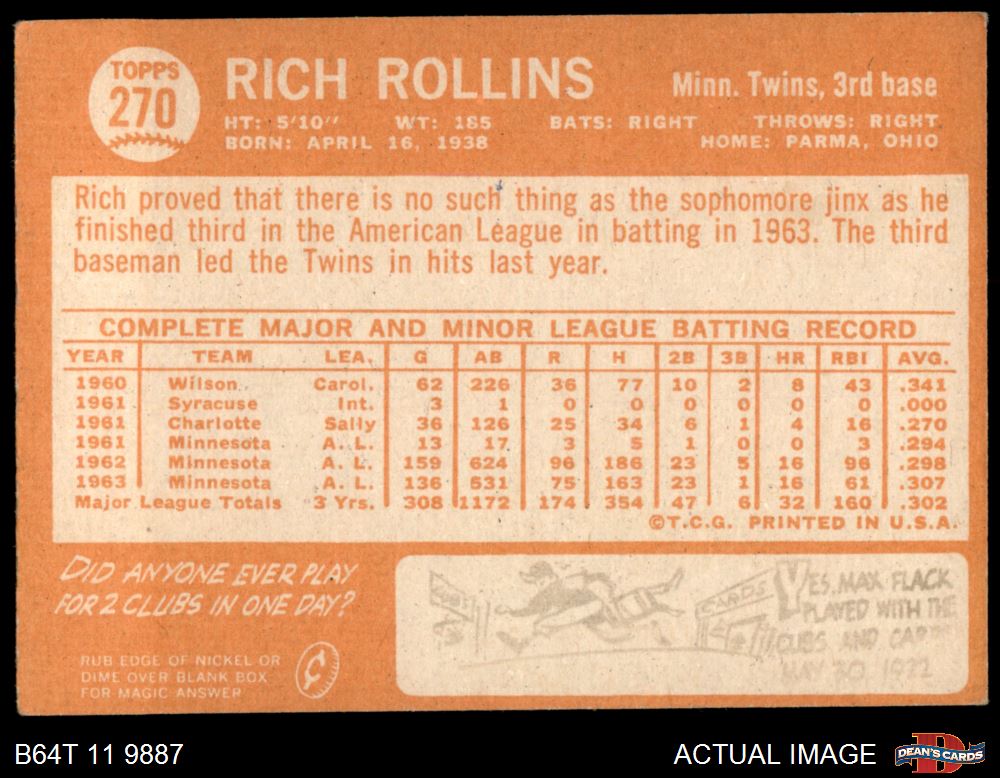 TOPPS
270
RICH ROLLINS
Minn. Twins, 3rd base
HT: 5'10" WT: 185 BATS: RIGHT THROWS: RIGHT
BORN: APRIL 16, 1938 HOME: PARMA, OHIO
Rich proved that there is no such thing as the sophomore jinx as he
finished third in the American League in batting in 1963. The third
baseman led the Twins in hits last year.
COMPLETE MAJOR AND MINOR LEAGUE BATTING RECORD
YEAR TEAM LEA. G AB R H 2B 3B HR RBI AVG.
1960 Wilson Carol. 62 226 36 77 10 2 8 43 .341
1961 Syracuse Int. 3 1 0 0 0 0 0 0 .000
1961 Charlotte Sally 36 126 25 34 6 1 4 16 .270
1961 Minnesota A. L. 13 17 3 5 1 0 0 3 .294
1962 Minnesota A. L. 159 624 96 186 23 5 16 96 .298
1963 Minnesota A. L. 136 531 75 163 23 1 16 61 .307
Major League Totals 3 Yrs. 308 1172 174 354 47 6 32 160 .302
©T.C.G. PRINTED IN U.S.A.
DID ANYONE EVER PLAY
FOR 2 CLUBS IN ONE DAY?
RUB EDGE OF NICKEL OR
DIME OVER BLANK BOX
FOR MAGIC ANSWER
CARDS
YES, MAX FLACK
PLAYED WITH THE
CUBS AND CARDS
MAY 30, 1922
B64T 11 9887
ACTUAL IMAGE
DEAN'S CARDS